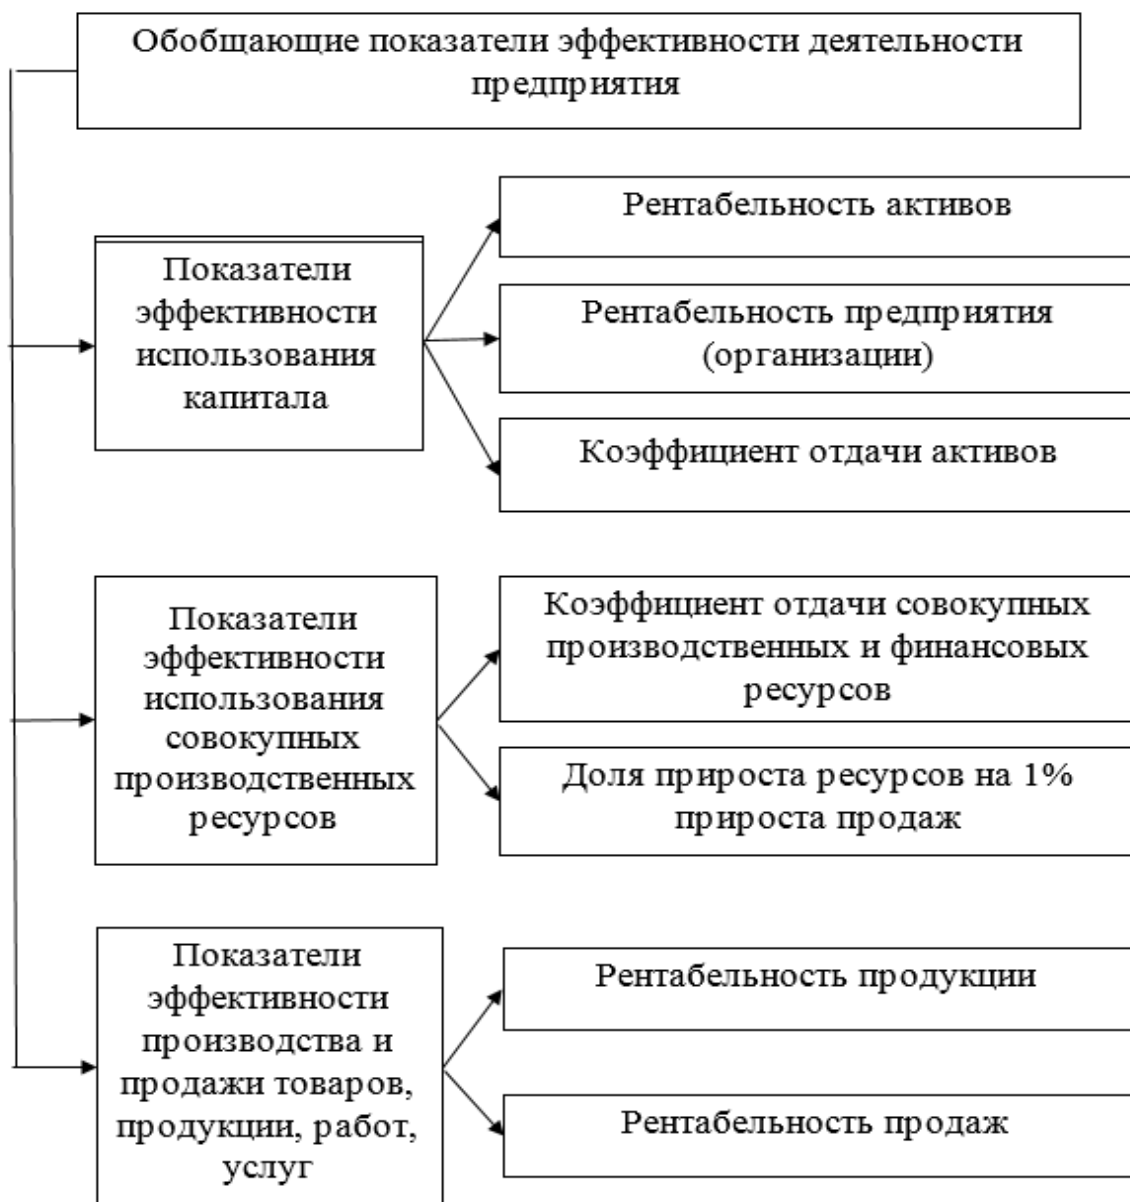 Обобщающие показатели эффективности деятельности
предприятия
Показатели
эффективности
использования
капитала
Рентабельность активов
Рентабельность предприятия
(организации)
Коэффициент отдачи активов
Показатели
эффективности
использования
совокупных
производственных
ресурсов
Коэффициент отдачи совокупных
производственных и финансовых
ресурсов
Доля прироста ресурсов на 1%
прироста продаж
Показатели
эффективности
производства и
продажи товаров,
продукции, работ,
услуг
Рентабельность продукции
Рентабельность продаж